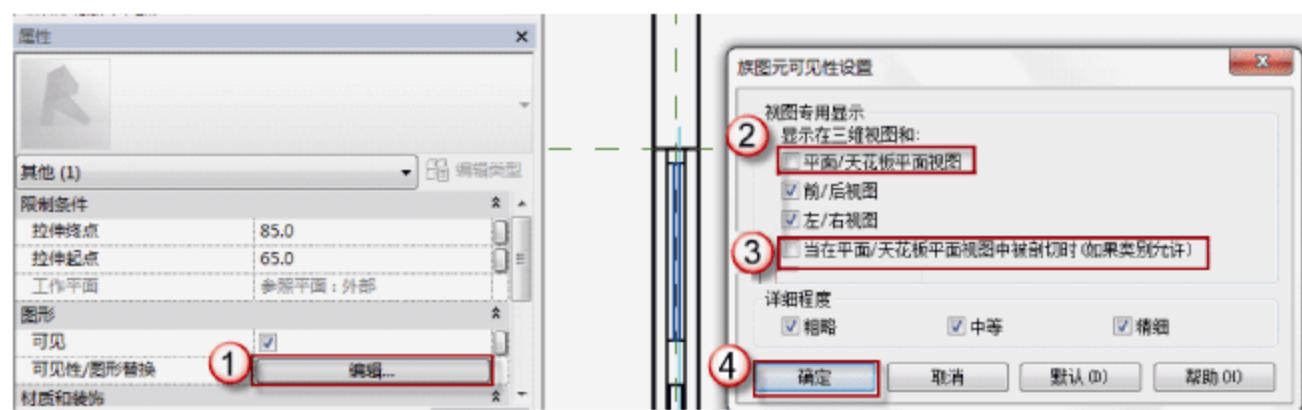 属性
其他 (1)
编辑类型
限制条件
拉伸终点 85.0
拉伸起点 65.0
工作平面 参照平面 : 外部
图形
可见
可见性/图形替换 编辑...
材质和装饰
1
族图元可见性设置
视图专用显示
显示在三维视图和:
2
平面/天花板平面视图
前/后视图
左/右视图
3
当在平面/天花板平面视图中被剖切时(如果类别允许)
详细程度
粗略 中等 精细
4
确定 取消 默认(D) 帮助(H)